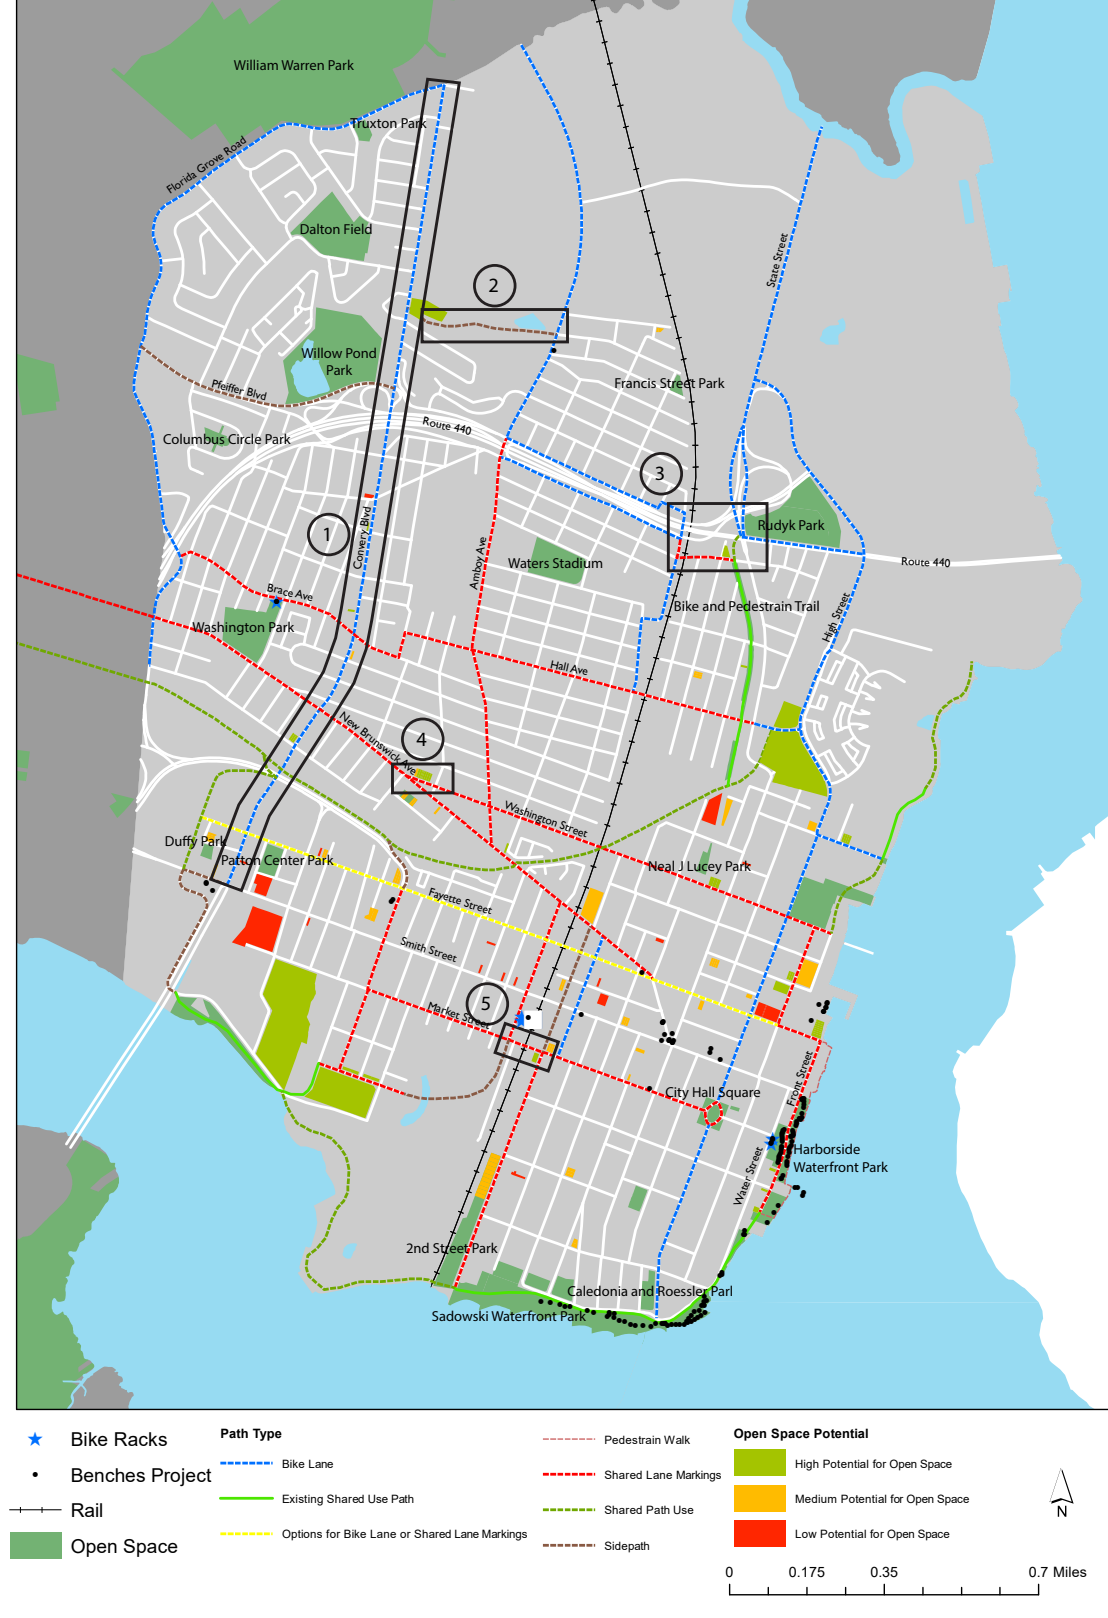 William Warren Park
Truxton Park
Florida Grove Road
Dalton Field
State Street
2
Willow Pond
Park
Francis Street Park
Pfeiffer Blvd
Route 440
Columbus Circle Park
3
1
Convery Blvd
Rudyk Park
Amboy Ave
Waters Stadium
Route 440
Brace Ave
Bike and Pedestrain Trail
High Street
Washington Park
Hall Ave
New Brunswick Ave
4
Washington Street
Duffy Park
Patton Center Park
Neal J Lucey Park
Fayette Street
Smith Street
5
Market Street
Front Street
City Hall Square
Harborside
Waterfront Park
Water Street
2nd Street Park
Caledonia and Roessler Parl
Sadowski Waterfront Park
Bike Racks
Benches Project
Rail
Open Space
Path Type
Bike Lane
Existing Shared Use Path
Options for Bike Lane or Shared Lane Markings
Pedestrain Walk
Shared Lane Markings
Shared Path Use
Sidepath
Open Space Potential
High Potential for Open Space
Medium Potential for Open Space
Low Potential for Open Space
N
0 0.175 0.35 0.7 Miles